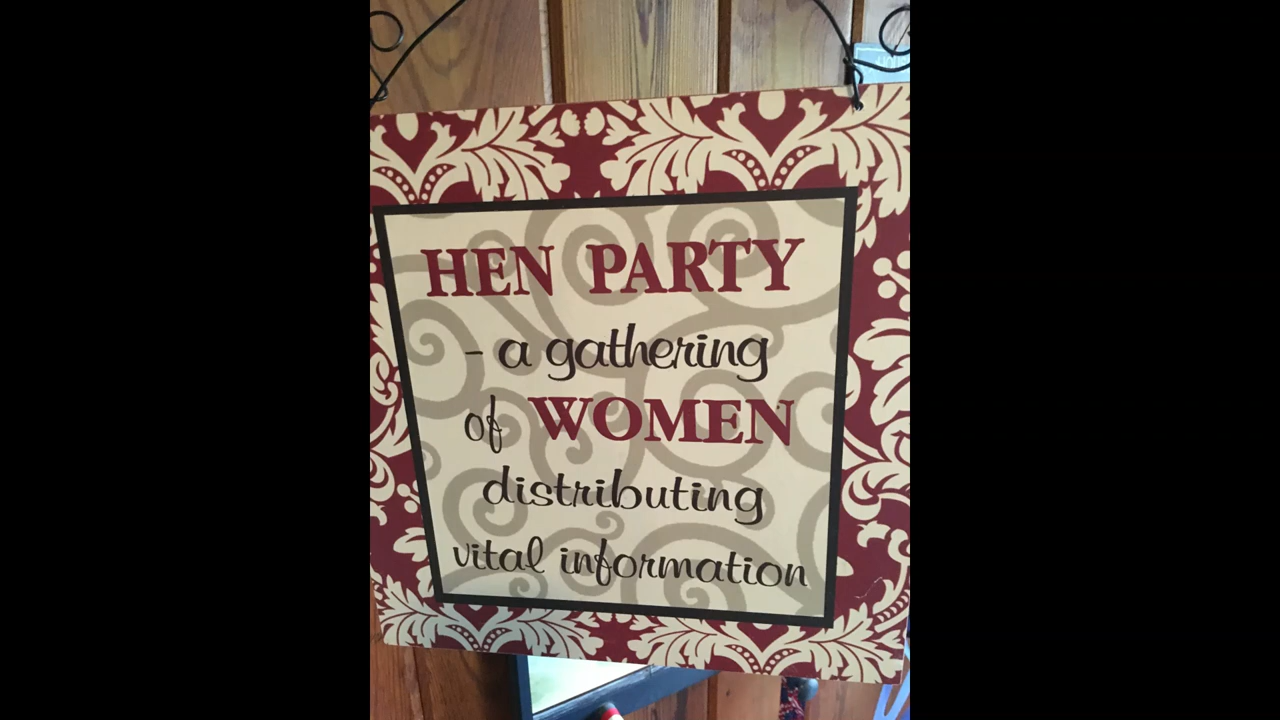 HEN PARTY
- a gathering
of WOMEN
distributing
vital information